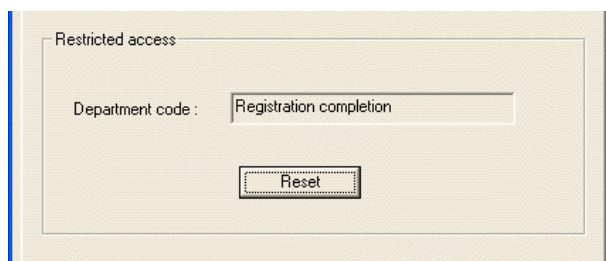 Restricted access
Department code : Registration completion
Reset